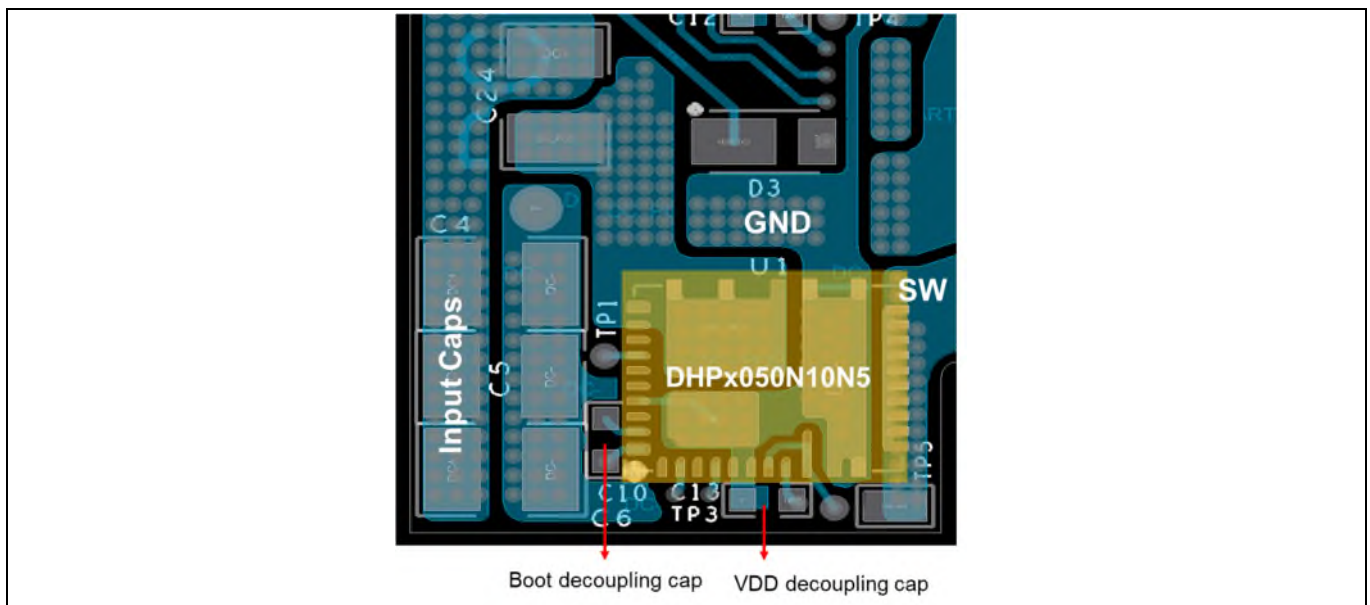 C12
TP4
C24
D3
GND
C4
U1
SW
TP1
Input Caps
C5
DHPx050N10N5
TP5
C10
C13
C6
TP3
Boot decoupling cap
VDD decoupling cap